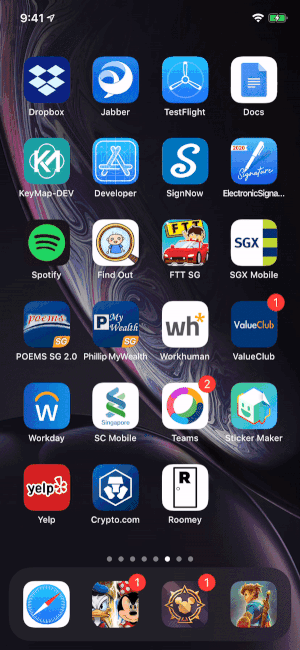 9:41
Dropbox
Jabber
TestFlight
Docs
KM
2020
Signature
KeyMap-DEV
Developer
SignNow
ElectronicSigna...
FTT
SGX
Spotify
Find Out
FTT SG
SGX Mobile
1
poems
SG
P My Wealth
SG
wh*
ValueClub
POEMS SG 2.0
Phillip MyWealth
Workhuman
ValueClub
2
Singapore
Workday
SC Mobile
Teams
Sticker Maker
yelp
R
Yelp
Crypto.com
Roomey
1
1